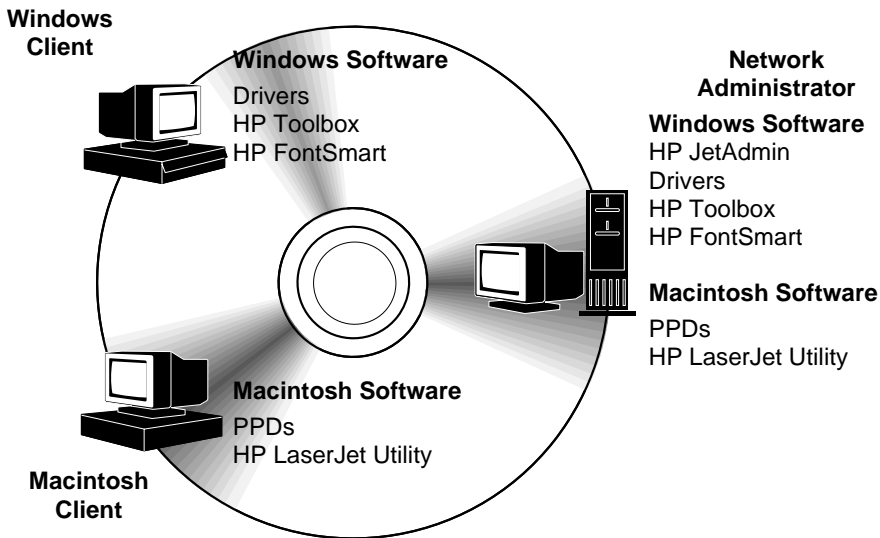 Windows
Client
Windows Software
Drivers
HP Toolbox
HP FontSmart
Network
Administrator
Windows Software
HP JetAdmin
Drivers
HP Toolbox
HP FontSmart
Macintosh Software
PPDs
HP LaserJet Utility
Macintosh Software
PPDs
HP LaserJet Utility
Macintosh
Client